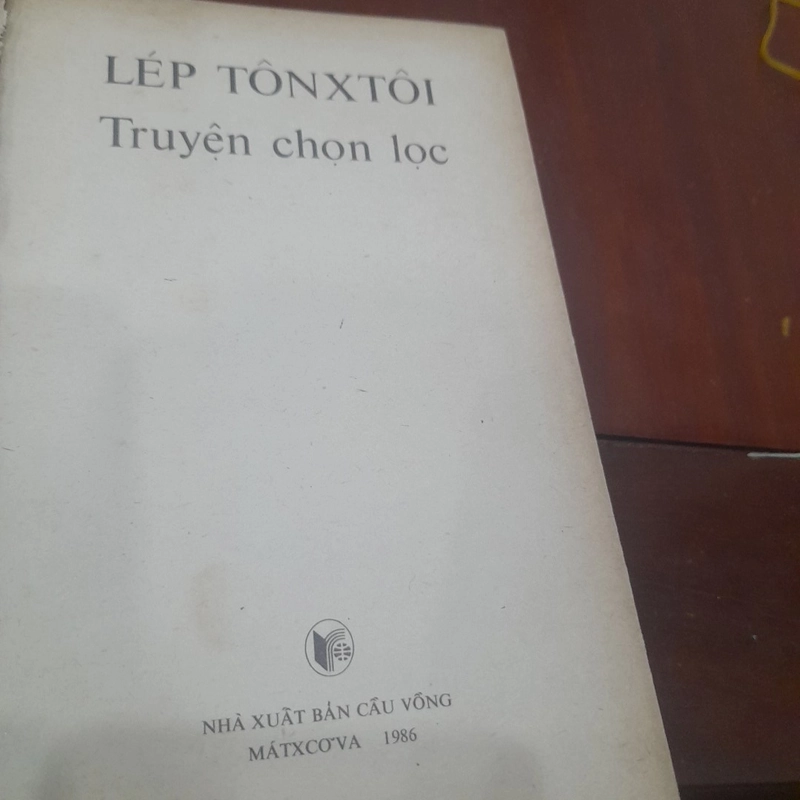 LÉP TÔNXTÔI
Truyện chọn lọc
NHÀ XUẤT BẢN CẦU VỒNG
MÁTXCƠVA 1986